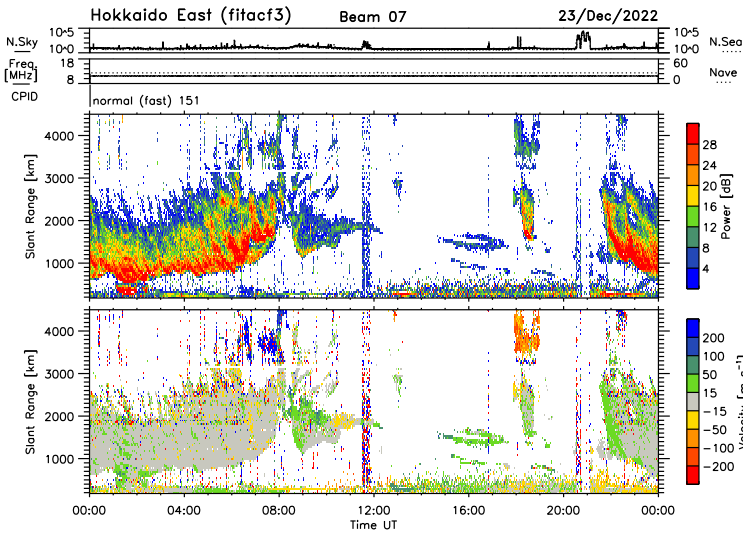 Hokkaido East (fitacf3) Beam 07 23/Dec/2022
N.Sky 10^5 10^0 10^5 10^0 N.Sea
Freq. [MHz] 18 8 60 0 Nave
CPID normal (fast) 151
Slant Range [km] 4000 3000 2000 1000
Power [dB] 28 24 20 16 12 8 4
Slant Range [km] 4000 3000 2000 1000
200 100 50 15 -15 -50 -100 -200
Velocity [m s^-1]
00:00 04:00 08:00 12:00 16:00 20:00 00:00
Time UT